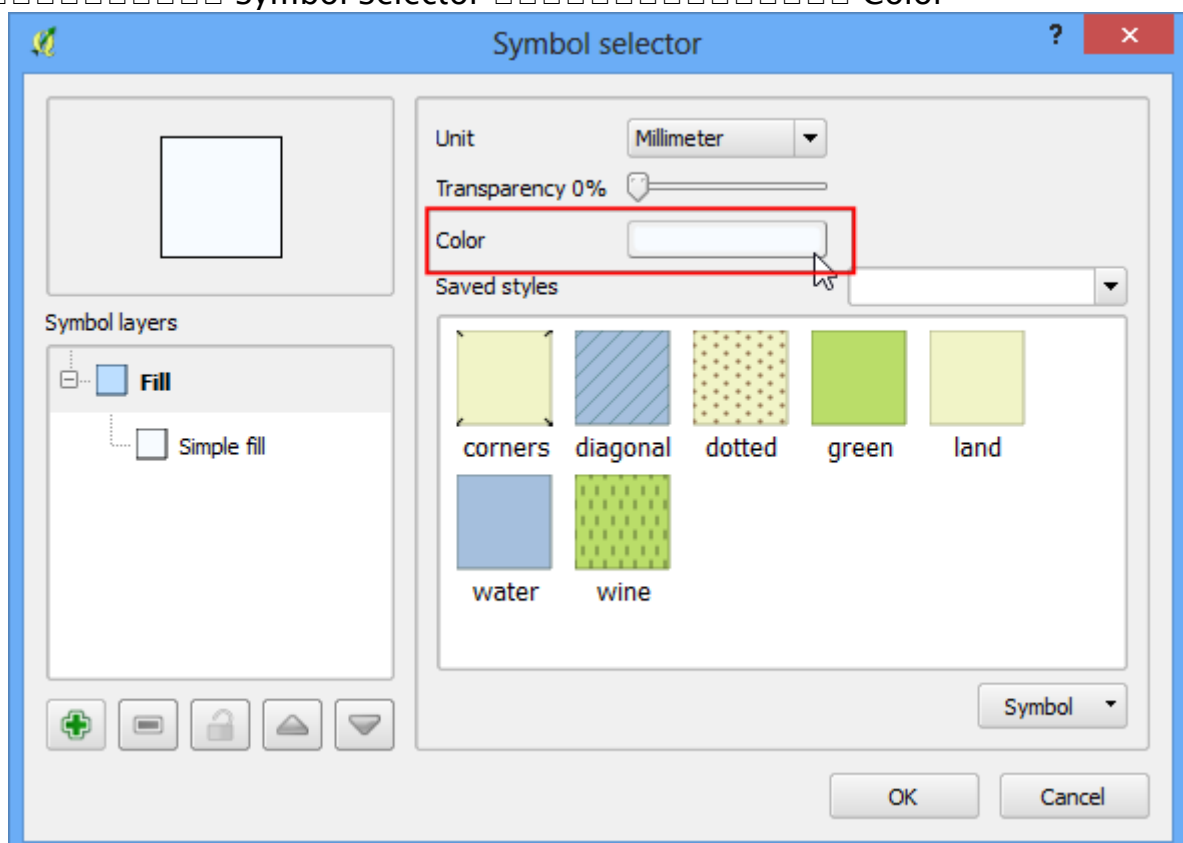 Symbol Selector Color
Symbol selector
?
Unit Millimeter
Transparency 0%
Color
Saved styles
Symbol layers
Fill
Simple fill
corners diagonal dotted green land
water wine
Symbol
OK Cancel